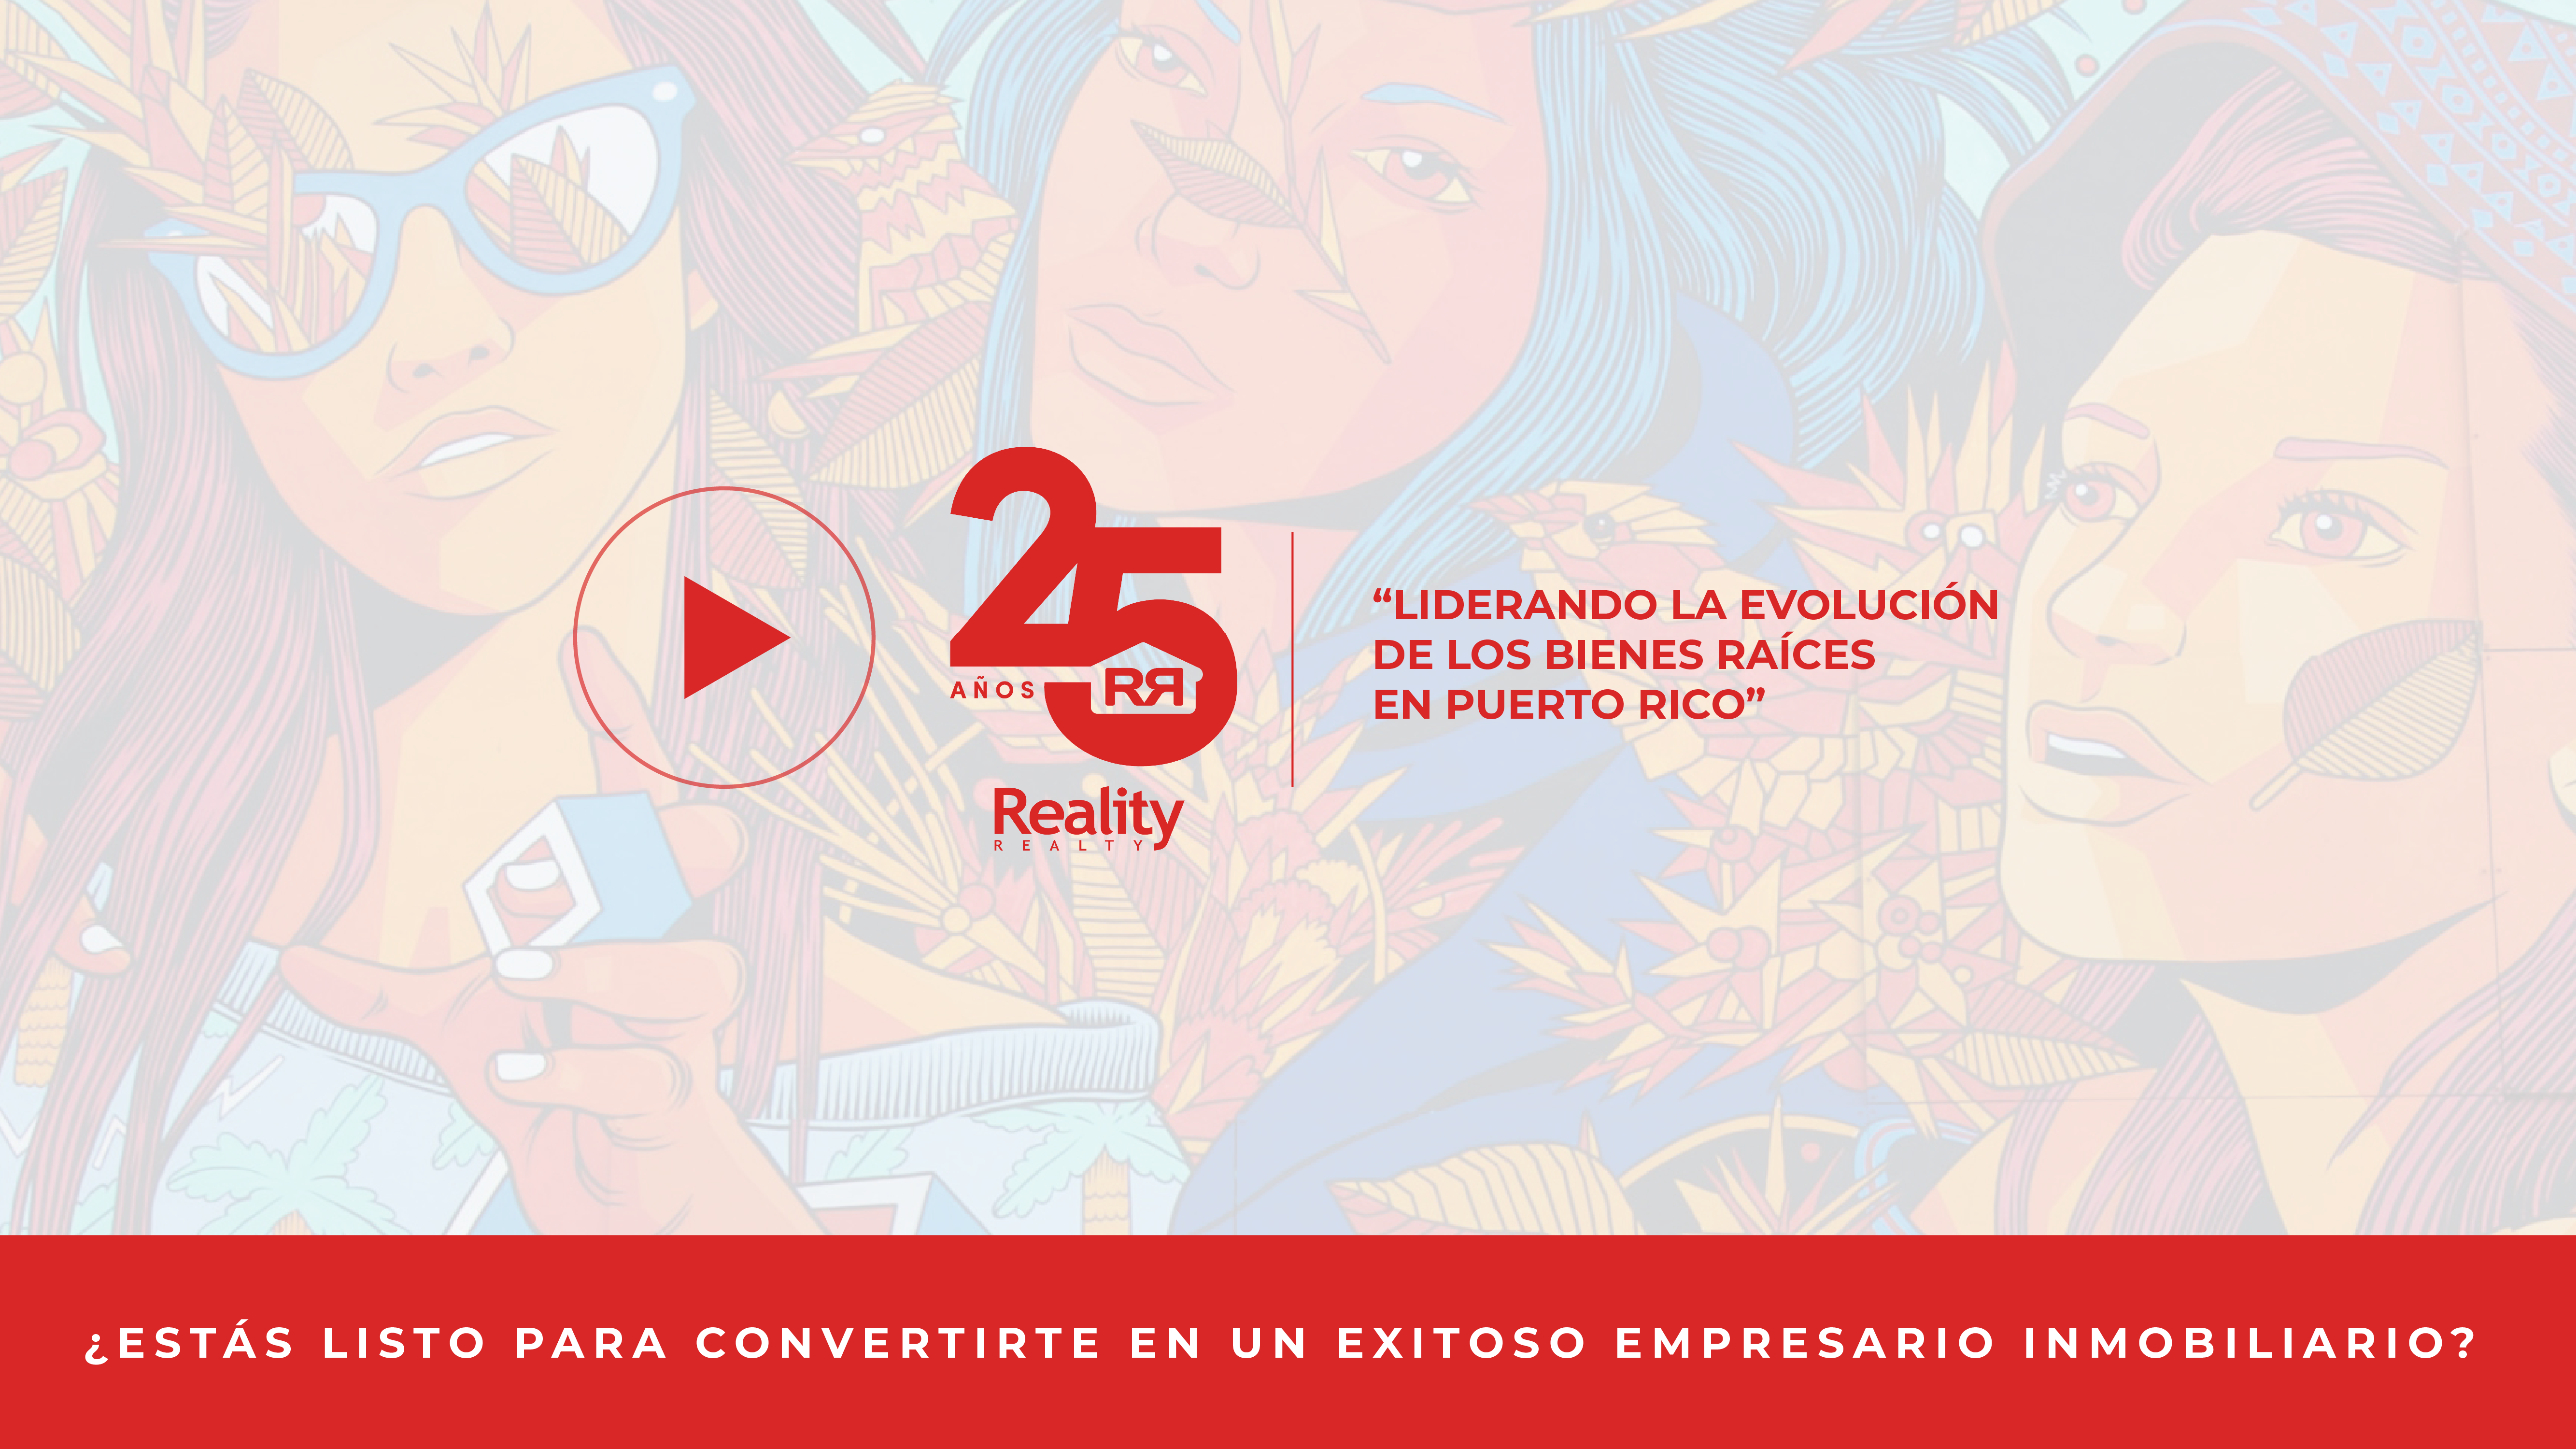 25
AÑOS
RR
Reality
REALTY
“LIDERANDO LA EVOLUCIÓN
DE LOS BIENES RAÍCES
EN PUERTO RICO”
¿ESTÁS LISTO PARA CONVERTIRTE EN UN EXITOSO EMPRESARIO INMOBILIARIO?